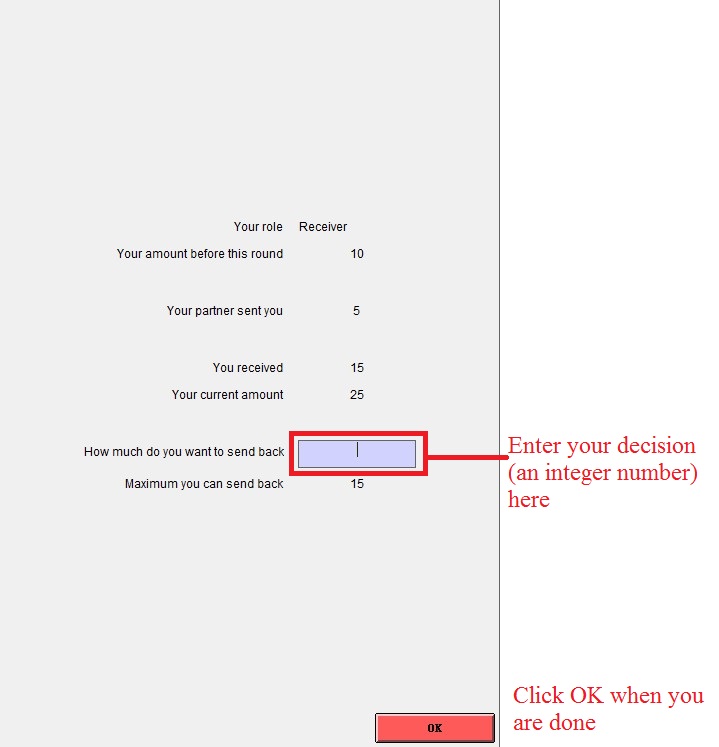 Your role Receiver
Your amount before this round 10
Your partner sent you 5
You received 15
Your current amount 25
How much do you want to send back
Maximum you can send back 15
Enter your decision
(an integer number)
here
Click OK when you
are done
OK